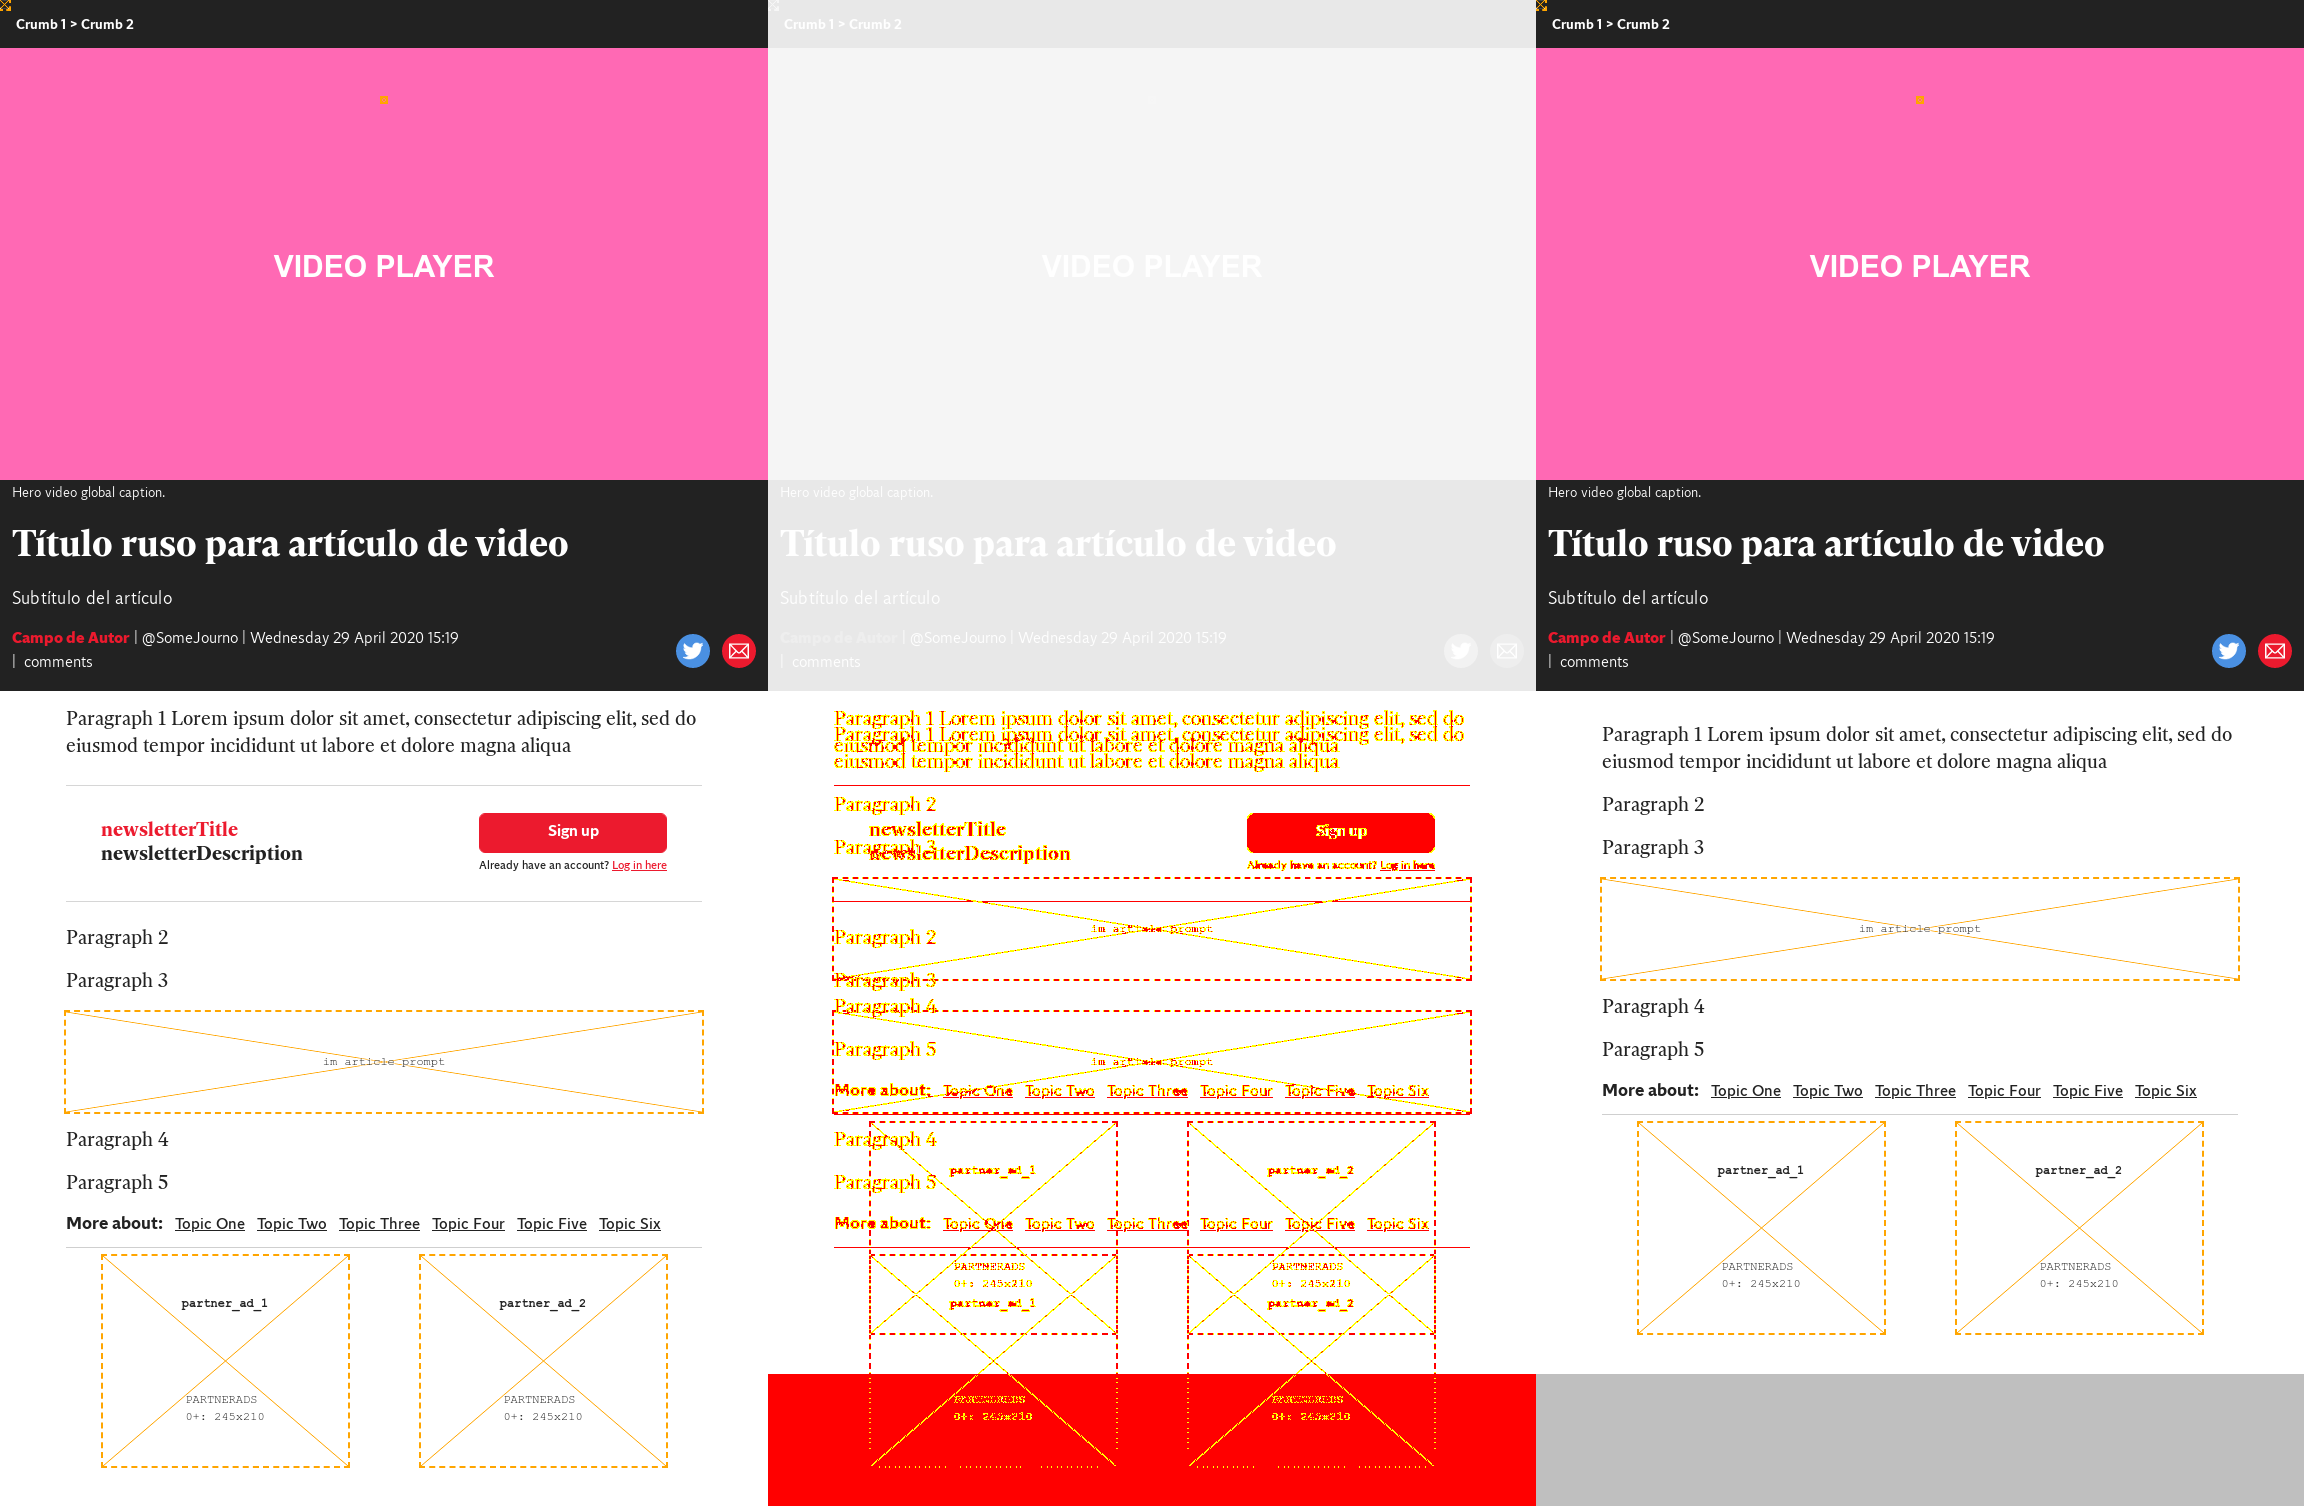 Crumb 1 > Crumb 2
VIDEO PLAYER
Hero video global caption.
Título ruso para artículo de video
Subtítulo del artículo
Campo de Autor | @SomeJourno | Wednesday 29 April 2020 15:19
| comments
Paragraph 1 Lorem ipsum dolor sit amet, consectetur adipiscing elit, sed do
eiusmod tempor incididunt ut labore et dolore magna aliqua
newsletterTitle
newsletterDescription
Sign up
Already have an account? Log in here
Paragraph 2
Paragraph 3
im article prompt
Paragraph 4
Paragraph 5
More about: Topic One Topic Two Topic Three Topic Four Topic Five Topic Six
partner_ad_1 partner_ad_2
PARTNERADS PARTNERADS
0+: 245x210 0+: 245x210
Crumb 1 > Crumb 2
VIDEO PLAYER
Hero video global caption.
Título ruso para artículo de video
Subtítulo del artículo
Campo de Autor | @SomeJourno | Wednesday 29 April 2020 15:19
| comments
Paragraph 1 Lorem ipsum dolor sit amet, consectetur adipiscing elit, sed do
Paragraph 1 Lorem ipsum dolor sit amet, consectetur adipiscing elit, sed do
eiusmod tempor incididunt ut labore et dolore magna aliqua
eiusmod tempor incididunt ut labore et dolore magna aliqua
Paragraph 2
newsletterTitle
Sign up
Paragraph 3
newsletterDescription
Already have an account? Log in here
im article prompt
Paragraph 2
Paragraph 3
Paragraph 4
Paragraph 5
im article prompt
More about: Topic One Topic Two Topic Three Topic Four Topic Five Topic Six
Paragraph 4
partner_ad_1 partner_ad_2
Paragraph 5
More about: Topic One Topic Two Topic Three Topic Four Topic Five Topic Six
PARTNERADS PARTNERADS
0+: 245x210 0+: 245x210
partner_ad_1 partner_ad_2
PARTNERADS PARTNERADS
0+: 245x210 0+: 245x210
Crumb 1 > Crumb 2
VIDEO PLAYER
Hero video global caption.
Título ruso para artículo de video
Subtítulo del artículo
Campo de Autor | @SomeJourno | Wednesday 29 April 2020 15:19
| comments
Paragraph 1 Lorem ipsum dolor sit amet, consectetur adipiscing elit, sed do
eiusmod tempor incididunt ut labore et dolore magna aliqua
Paragraph 2
Paragraph 3
im article prompt
Paragraph 4
Paragraph 5
More about: Topic One Topic Two Topic Three Topic Four Topic Five Topic Six
partner_ad_1 partner_ad_2
PARTNERADS PARTNERADS
0+: 245x210 0+: 245x210